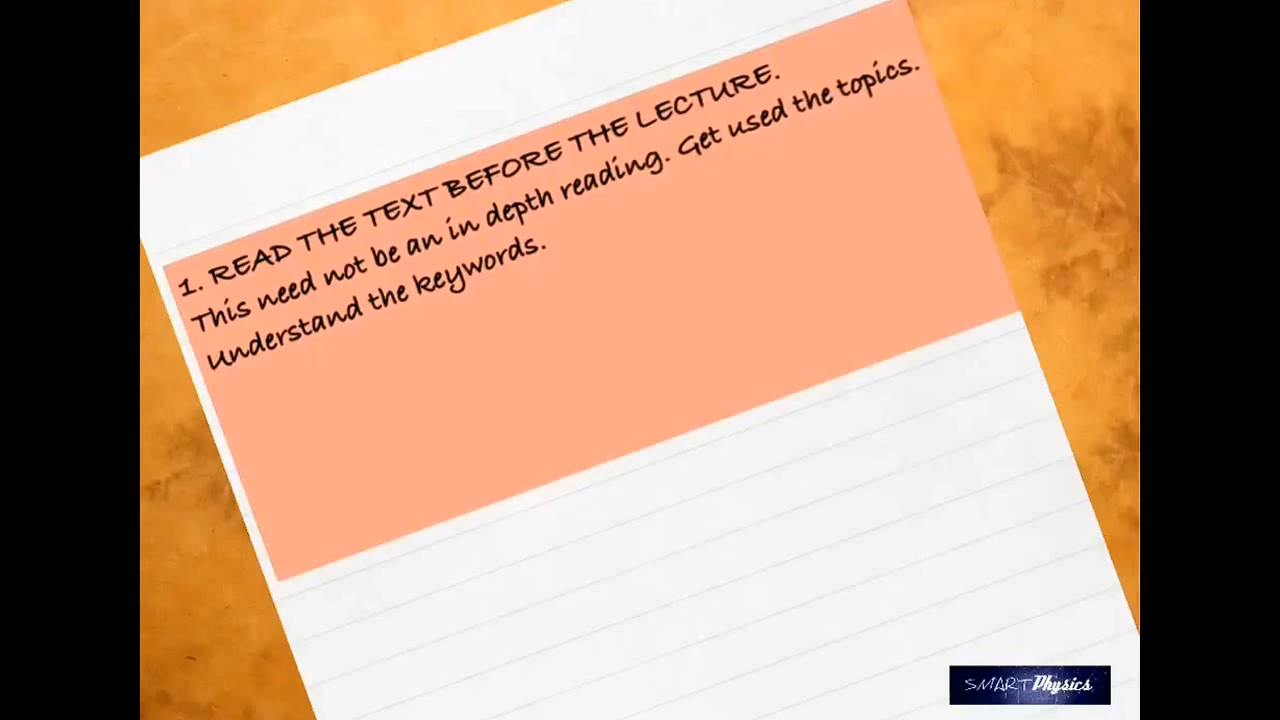 1. READ THE TEXT BEFORE THE LECTURE.
This need not be an in depth reading. Get used the topics.
Understand the keywords.
SMARTPhysics